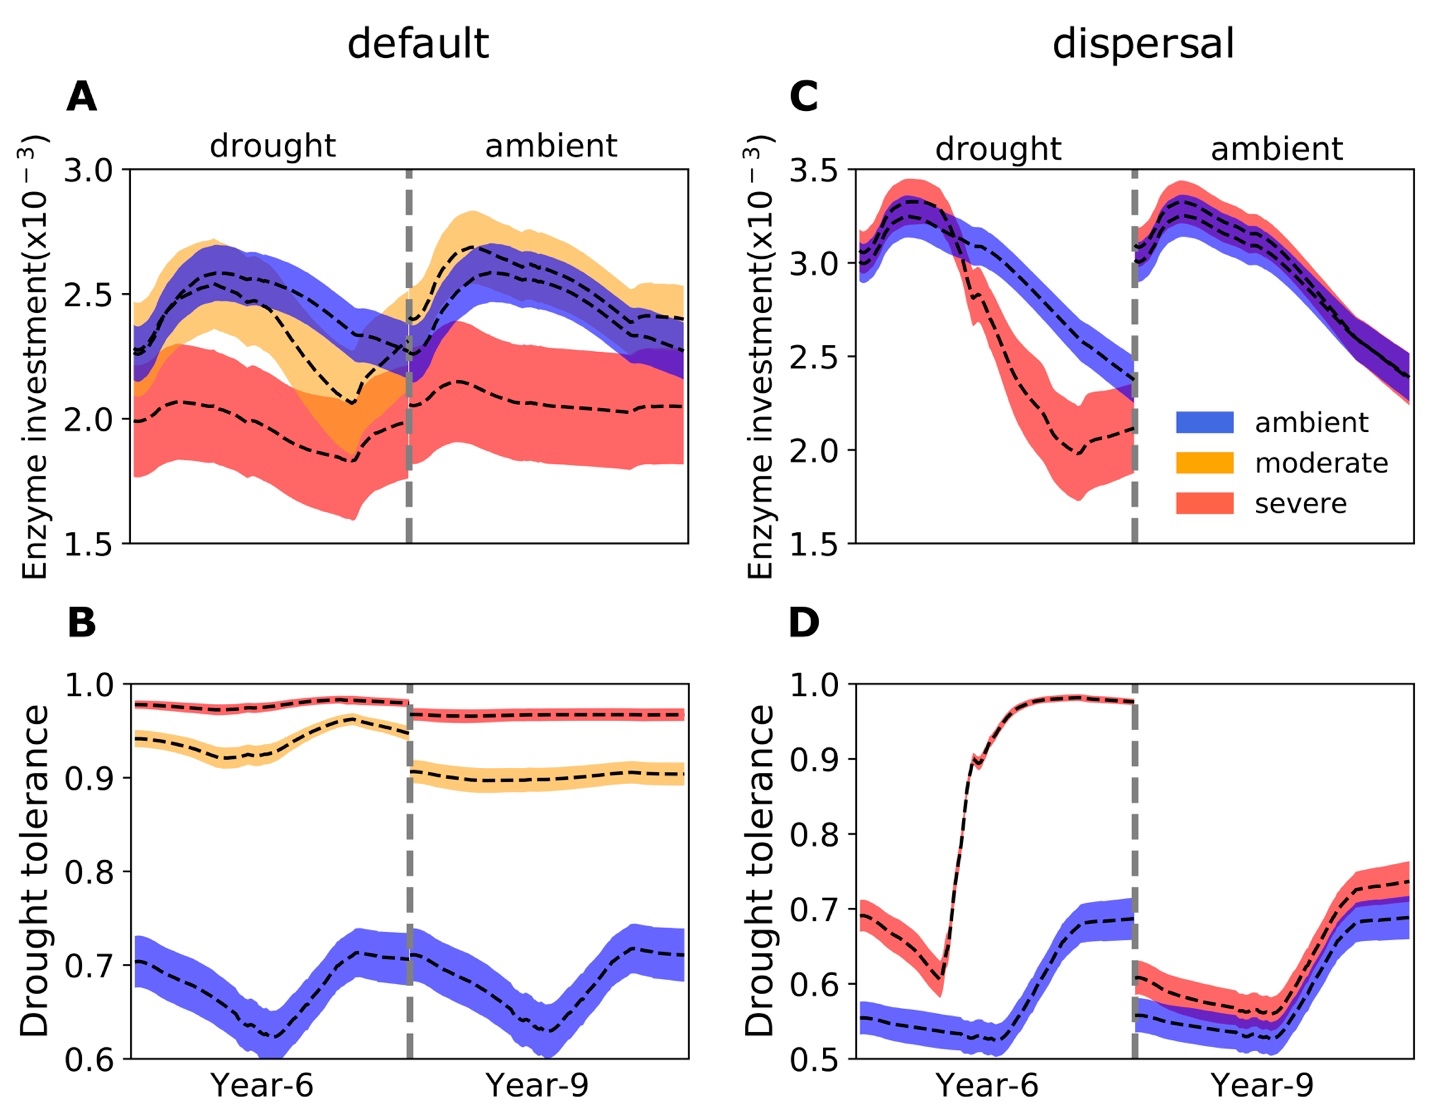 default
dispersal
A
C
drought
ambient
drought
ambient
Enzyme investment(x10⁻³)
3.0
2.5
2.0
1.5
Enzyme investment(x10⁻³)
3.5
3.0
2.5
2.0
1.5
ambient
moderate
severe
B
D
Drought tolerance
1.0
0.9
0.8
0.7
0.6
Drought tolerance
1.0
0.9
0.8
0.7
0.6
0.5
Year-6
Year-9
Year-6
Year-9